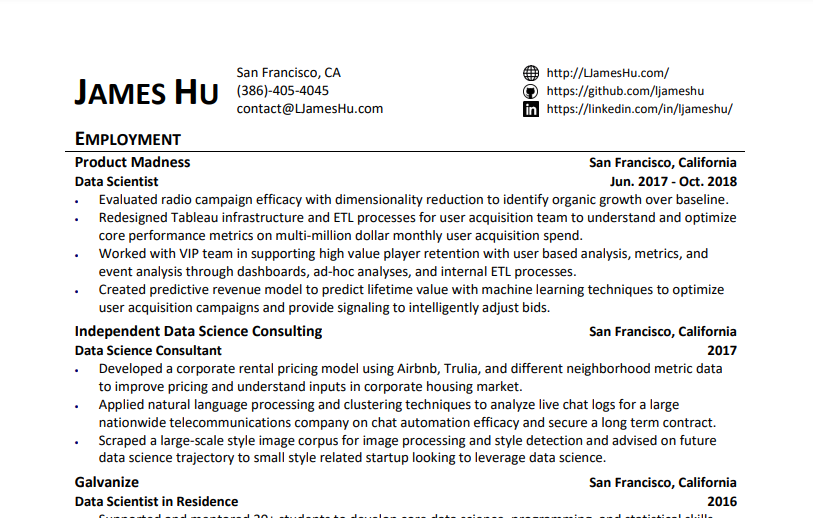 JAMES HU
San Francisco, CA
(386)-405-4045
contact@LJamesHu.com
http://LJamesHu.com/
https://github.com/ljameshu
in https://linkedin.com/in/ljameshu/
EMPLOYMENT
Product Madness San Francisco, California
Data Scientist Jun. 2017 - Oct. 2018
• Evaluated radio campaign efficacy with dimensionality reduction to identify organic growth over baseline.
• Redesigned Tableau infrastructure and ETL processes for user acquisition team to understand and optimize
core performance metrics on multi-million dollar monthly user acquisition spend.
• Worked with VIP team in supporting high value player retention with user based analysis, metrics, and
event analysis through dashboards, ad-hoc analyses, and internal ETL processes.
• Created predictive revenue model to predict lifetime value with machine learning techniques to optimize
user acquisition campaigns and provide signaling to intelligently adjust bids.
Independent Data Science Consulting San Francisco, California
Data Science Consultant 2017
• Developed a corporate rental pricing model using Airbnb, Trulia, and different neighborhood metric data
to improve pricing and understand inputs in corporate housing market.
• Applied natural language processing and clustering techniques to analyze live chat logs for a large
nationwide telecommunications company on chat automation efficacy and secure a long term contract.
• Scraped a large-scale style image corpus for image processing and style detection and advised on future
data science trajectory to small style related startup looking to leverage data science.
Galvanize San Francisco, California
Data Scientist in Residence 2016